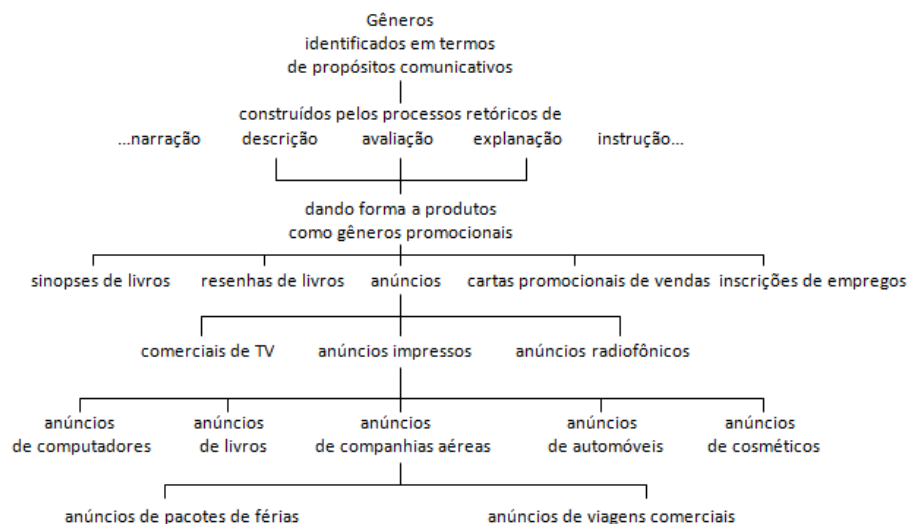 Gêneros
identificados em termos
de propósitos comunicativos
construídos pelos processos retóricos de
...narração descrição avaliação explanação instrução...
dando forma a produtos
como gêneros promocionais
sinopses de livros resenhas de livros anúncios cartas promocionais de vendas inscrições de empregos
comerciais de TV anúncios impressos anúncios radiofônicos
anúncios de computadores
anúncios de livros
anúncios de companhias aéreas
anúncios de automóveis
anúncios de cosméticos
anúncios de pacotes de férias anúncios de viagens comerciais